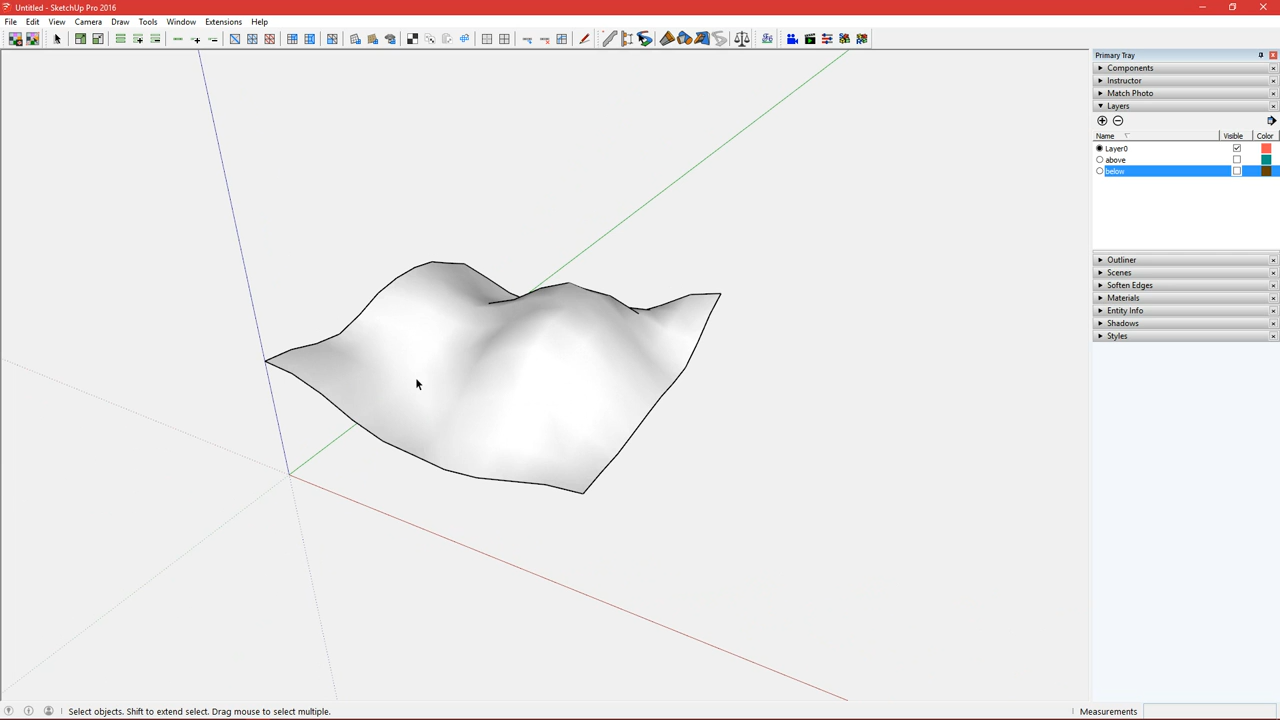 Untitled - SketchUp Pro 2016
File Edit View Camera Draw Tools Window Extensions Help
Primary Tray
Components
Instructor
Match Photo
Layers
Name Visible Color
Layer0
above
below
Outliner
Scenes
Soften Edges
Materials
Entity Info
Shadows
Styles
Select objects. Shift to extend select. Drag mouse to select multiple. Measurements